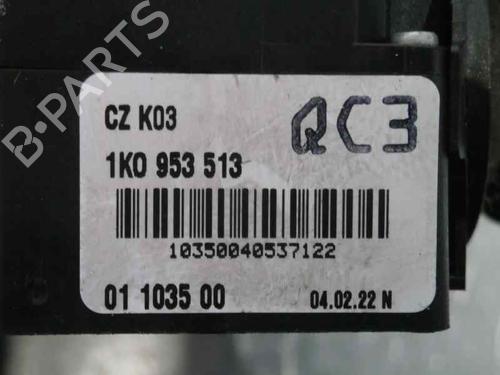 CZ K03
QC3
1K0 953 513
10350040537122
01 1035 00
04.02.22 N
B-PARTS